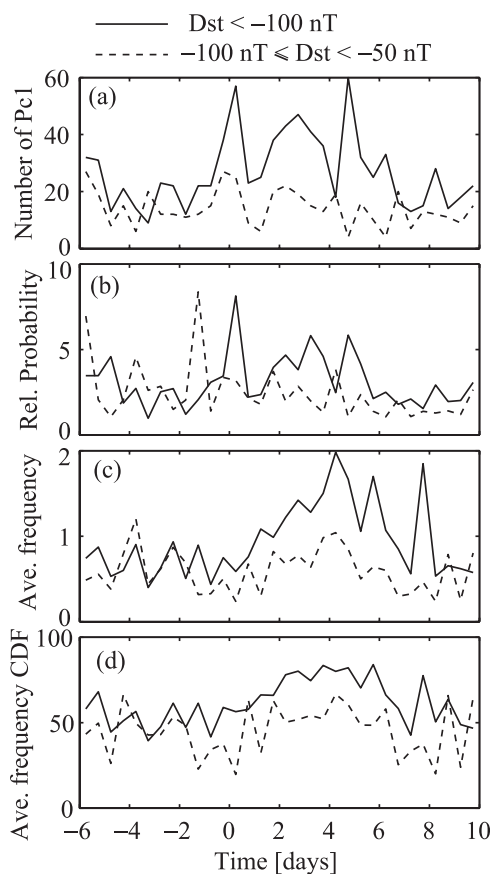 Dst < −100 nT
−100 nT ⩽ Dst < −50 nT
(a)
Number of Pc1
60
40
20
0
(b)
Rel. Probability
10
5
0
(c)
Ave. frequency
2
1
0
(d)
Ave. frequency CDF
100
50
0
−6 −4 −2 0 2 4 6 8 10
Time [days]